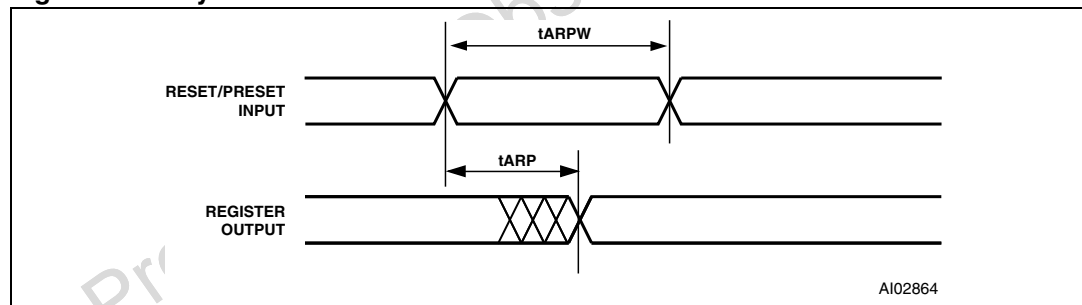 tARPW
RESET/PRESET
INPUT
tARP
REGISTER
OUTPUT
AI02864